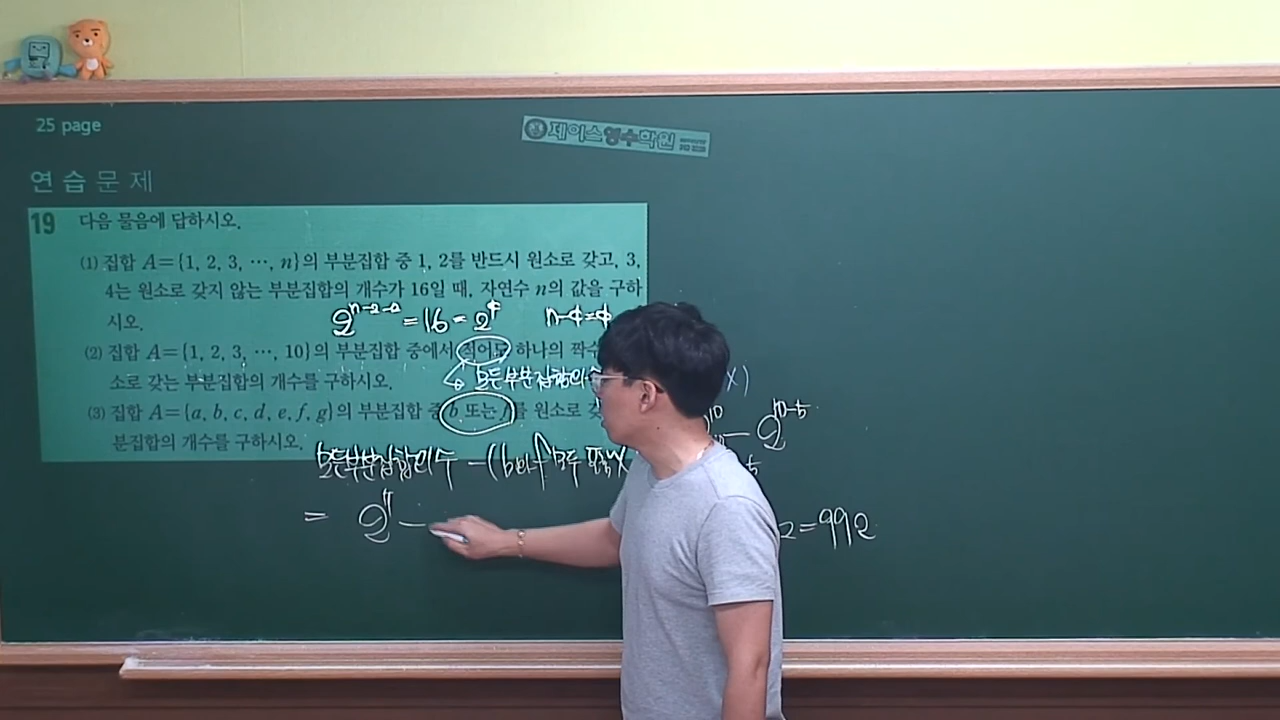 25 page
제이스영수학원
연습문제
19 다음 물음에 답하시오.
(1) 집합 A={1, 2, 3, ⋯, n}의 부분집합 중 1, 2를 반드시 원소로 갖고, 3,
4는 원소로 갖지 않는 부분집합의 개수가 16일 때, 자연수 n의 값을 구하
시오.
2^{n-2-2} = 16 = 2^4 n-4=4
(2) 집합 A={1, 2, 3, ⋯, 10}의 부분집합 중에서 적어도 하나의 짝수
소로 갖는 부분집합의 개수를 구하시오.
모든부분집합의 X)
(3) 집합 A={a, b, c, d, e, f, g}의 부분집합 중 b 또는 f를 원소로 갖
분집합의 개수를 구하시오.
10 - 2^{10-5}
모든부분집합의 수 - (b와 f 모두 포함X
5
= 2^7 -
2=992